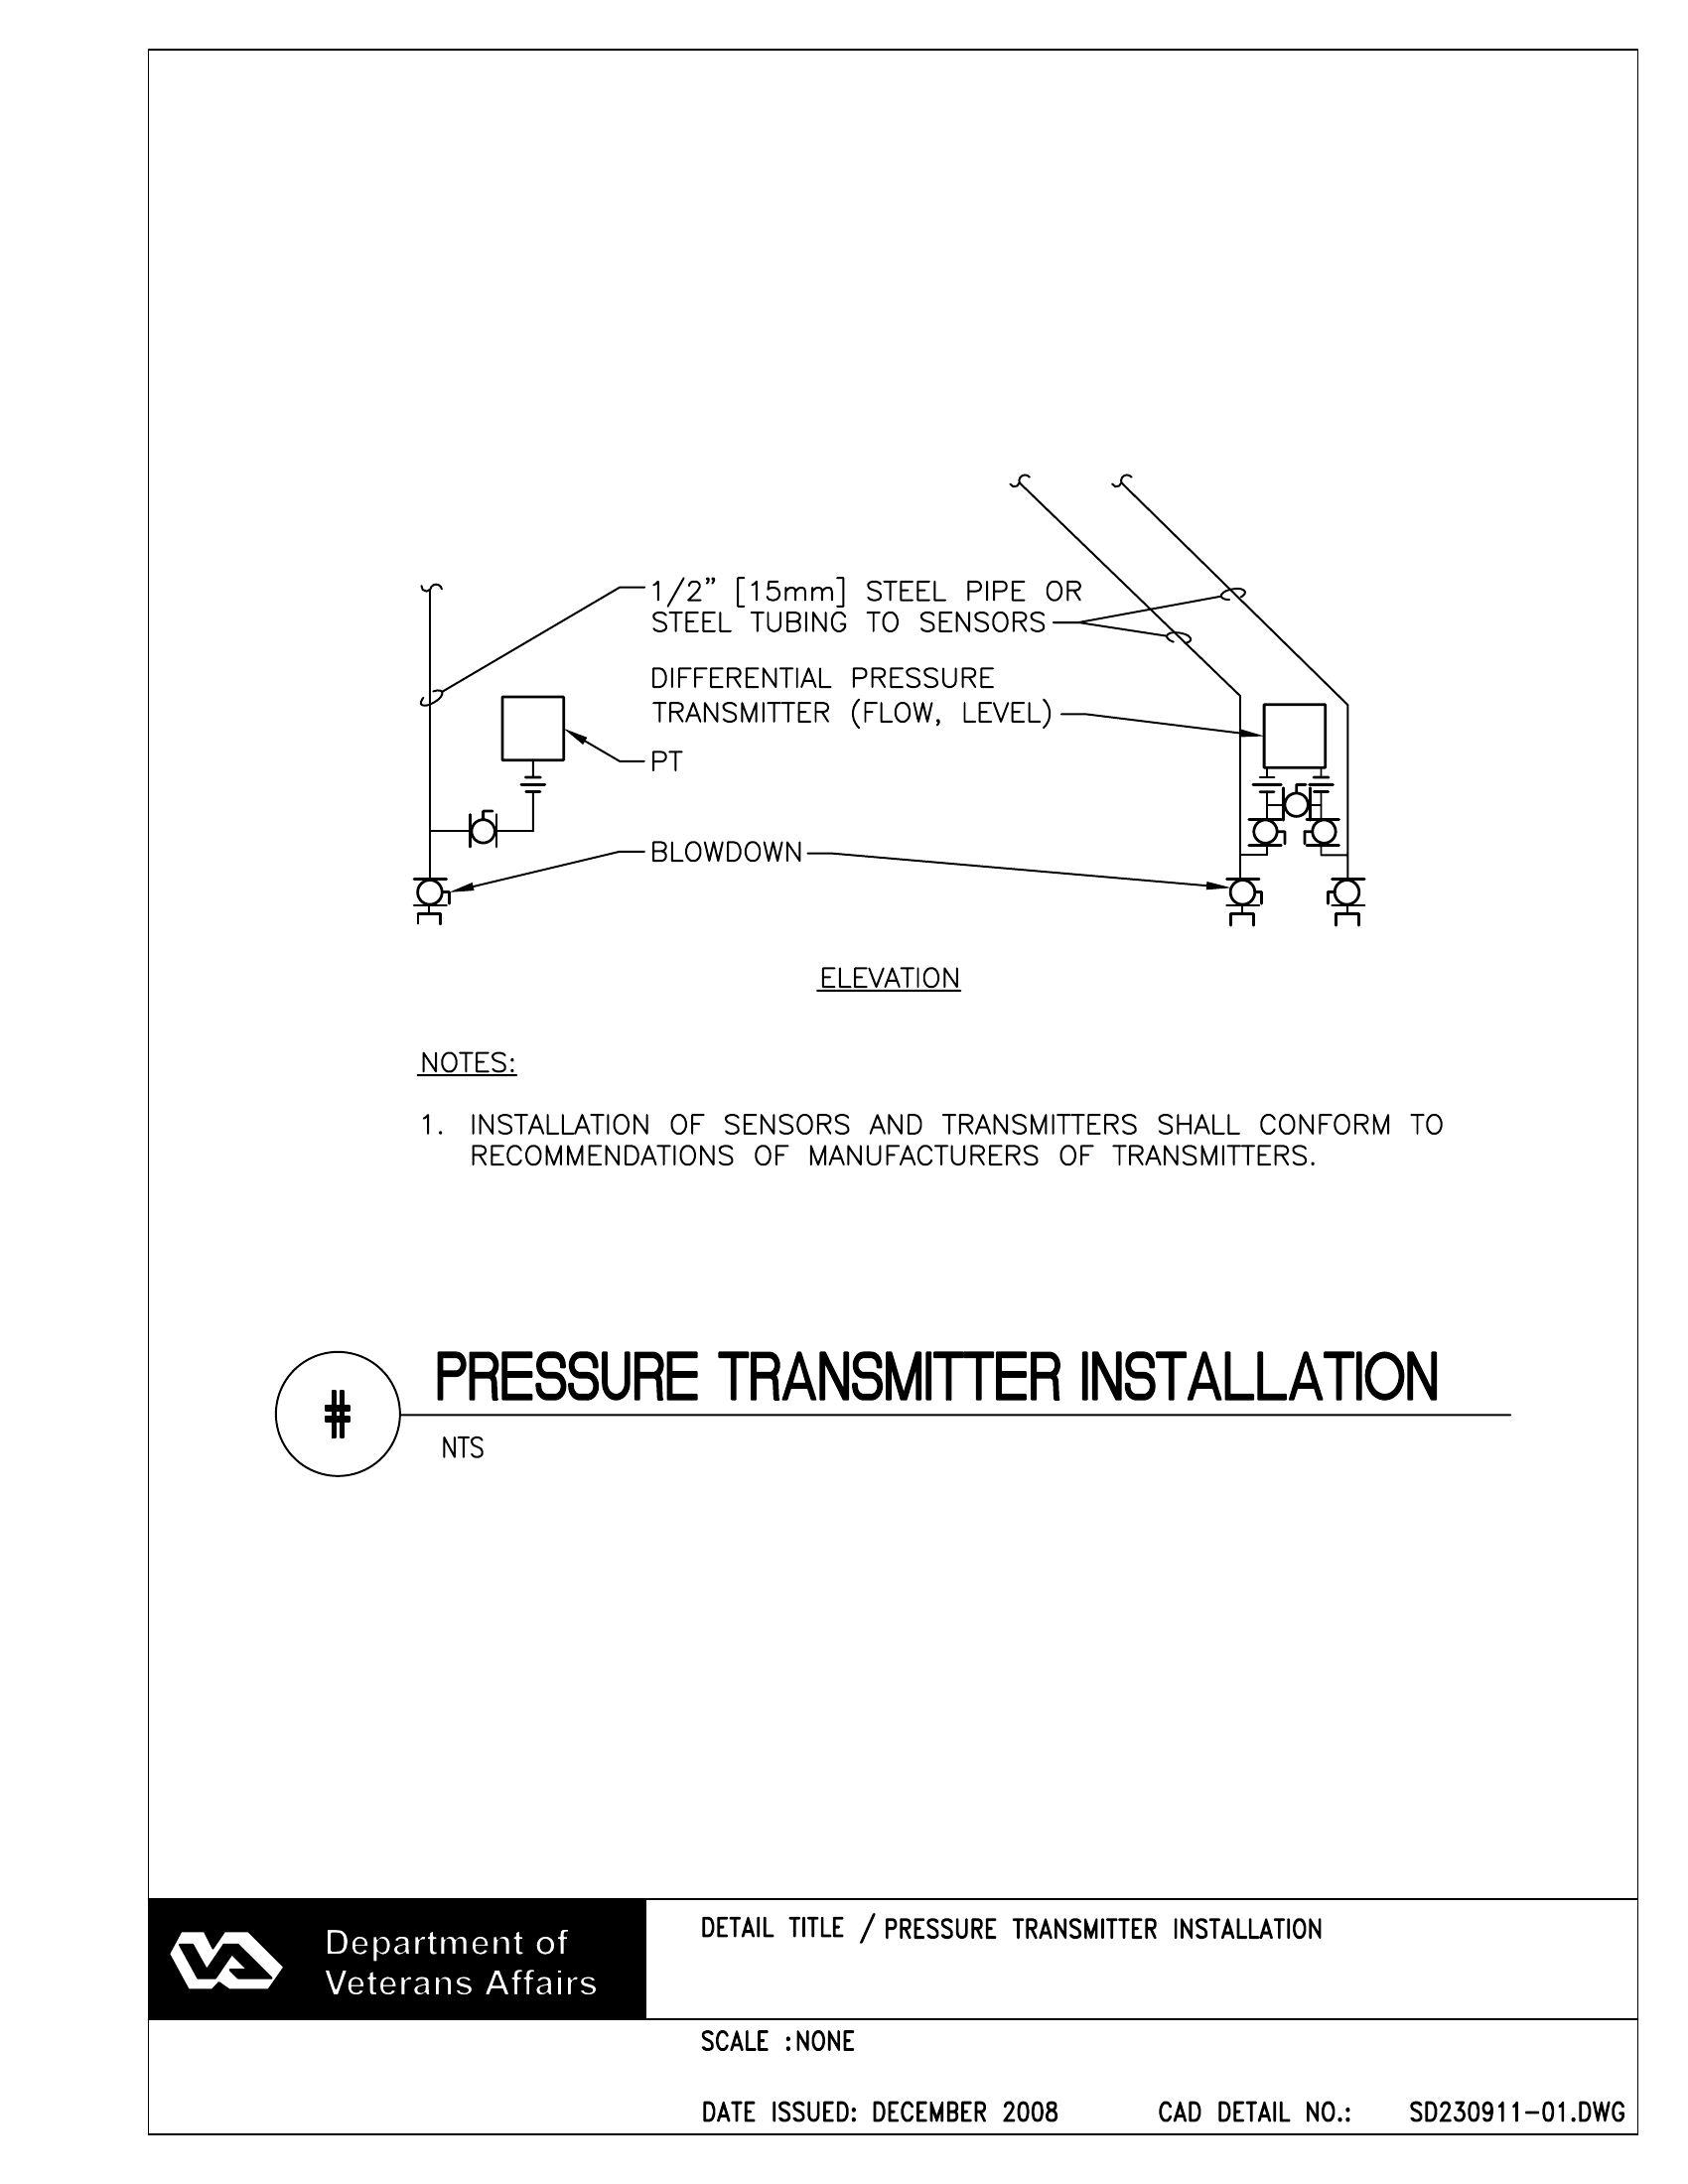 1/2" [15mm] STEEL PIPE OR
STEEL TUBING TO SENSORS
DIFFERENTIAL PRESSURE
TRANSMITTER (FLOW, LEVEL)
PT
BLOWDOWN
ELEVATION
NOTES:
1. INSTALLATION OF SENSORS AND TRANSMITTERS SHALL CONFORM TO
RECOMMENDATIONS OF MANUFACTURERS OF TRANSMITTERS.
# PRESSURE TRANSMITTER INSTALLATION
NTS
Department of
Veterans Affairs
DETAIL TITLE / PRESSURE TRANSMITTER INSTALLATION
SCALE :NONE
DATE ISSUED: DECEMBER 2008 CAD DETAIL NO.: SD230911-01.DWG